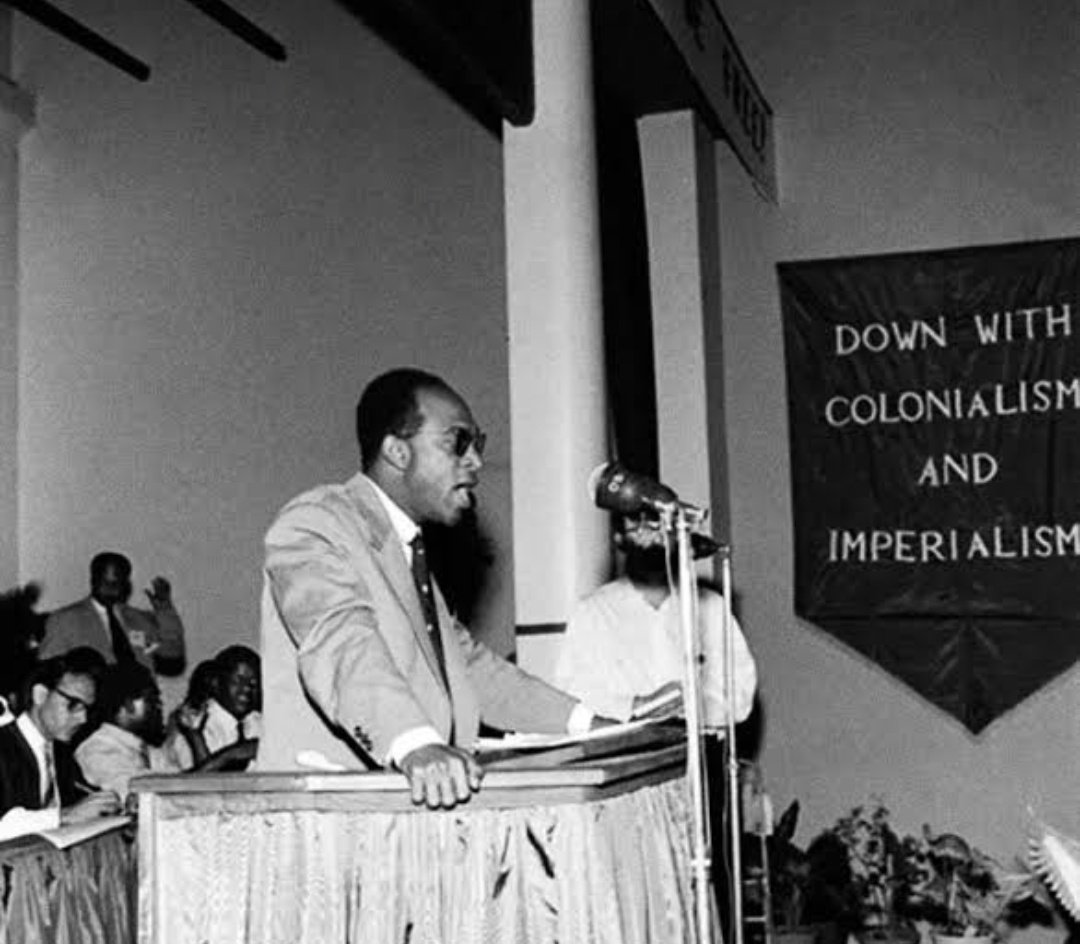 DOWN WITH
COLONIALISM
AND
IMPERIALISM